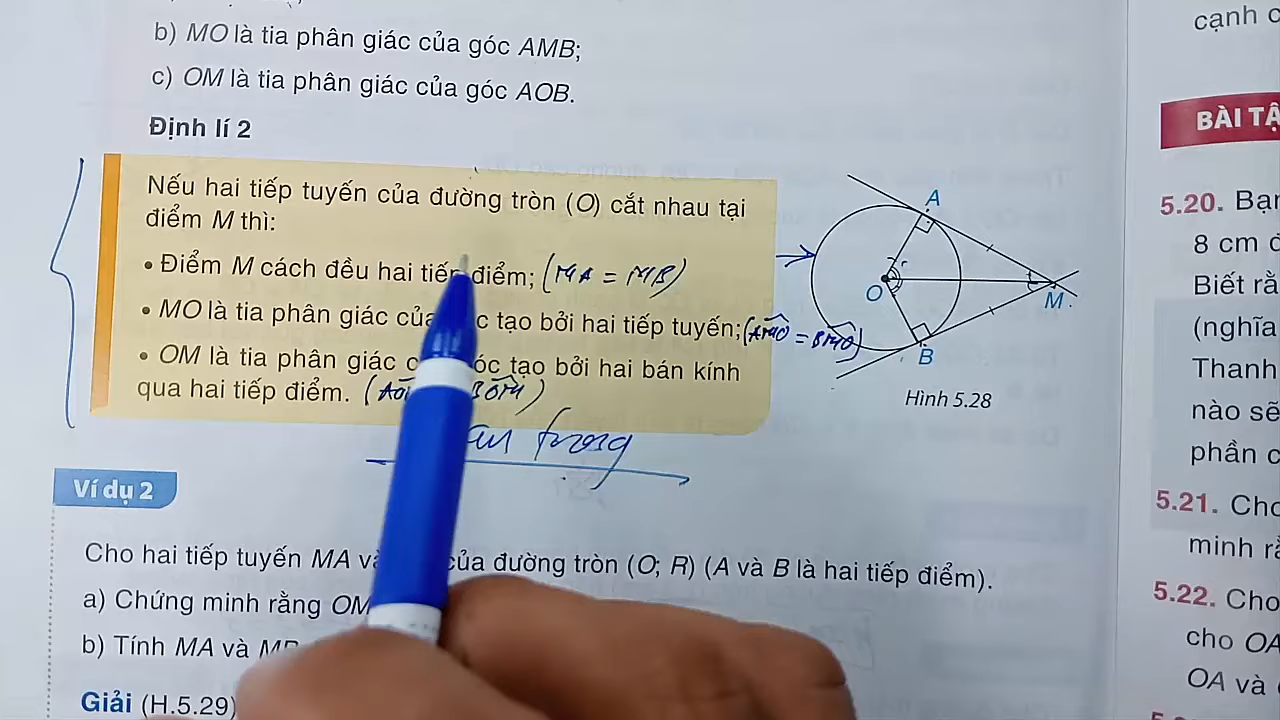 b) MO là tia phân giác của góc AMB;
c) OM là tia phân giác của góc AOB.
Định lí 2
Nếu hai tiếp tuyến của đường tròn (O) cắt nhau tại
điểm M thì:
• Điểm M cách đều hai tiếp điểm; (MA = MB)
• MO là tia phân giác của góc tạo bởi hai tiếp tuyến; (AMO = BMO)
• OM là tia phân giác góc tạo bởi hai bán kính
qua hai tiếp điểm. (AOM BOM)
trong
A
r
O
M
B
Hình 5.28
Ví dụ 2
Cho hai tiếp tuyến MA và của đường tròn (O; R) (A và B là hai tiếp điểm).
a) Chứng minh rằng OM
b) Tính MA và MB
Giải (H.5.29)
cạnh
BÀI
5.20. Bạn
8 cm
Biết
(nghĩa
Thanh
nào sẽ
phần
5.21. Cho
minh
5.22. Cho
cho OA
OA và